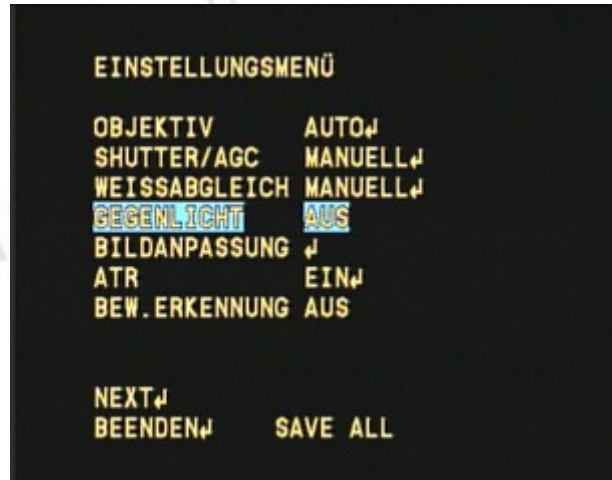 EINSTELLUNGSMENÜ
OBJEKTIV AUTO↵
SHUTTER/AGC MANUELL↵
WEISSABGLEICH MANUELL↵
GEGENLICHT AUS
BILDANPASSUNG ↵
ATR EIN↵
BEW.ERKENNUNG AUS
NEXT↵
BEENDEN↵ SAVE ALL